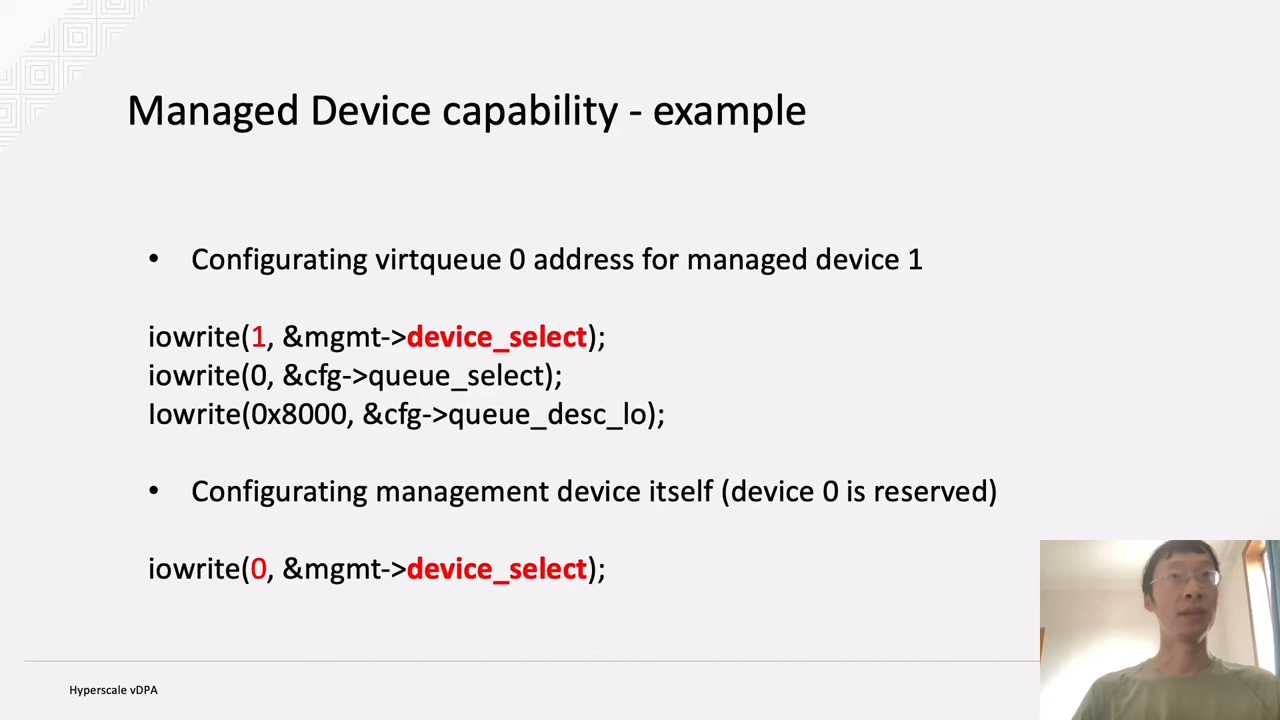 Managed Device capability - example
• Configurating virtqueue 0 address for managed device 1
iowrite(1, &mgmt->device_select);
iowrite(0, &cfg->queue_select);
Iowrite(0x8000, &cfg->queue_desc_lo);
• Configurating management device itself (device 0 is reserved)
iowrite(0, &mgmt->device_select);
Hyperscale vDPA